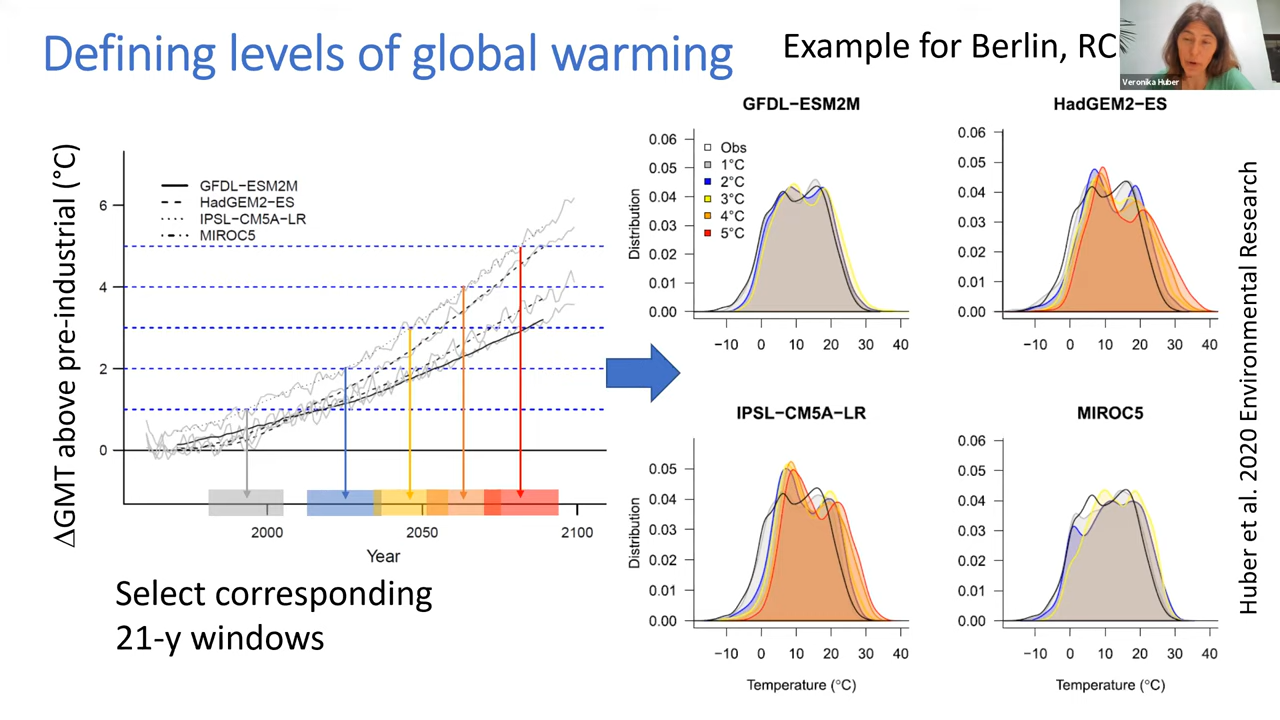 Defining levels of global warming
Example for Berlin, RC
Veronika Huber
ΔGMT above pre-industrial (°C)
GFDL−ESM2M
HadGEM2−ES
IPSL−CM5A−LR
MIROC5
6
4
2
0
2000
2050
2100
Year
Select corresponding
21-y windows
GFDL−ESM2M
Distribution
0.06
0.05
0.04
0.03
0.02
0.01
0.00
Obs
1°C
2°C
3°C
4°C
5°C
−10 0 10 20 30 40
HadGEM2−ES
0.06
0.05
0.04
0.03
0.02
0.01
0.00
−10 0 10 20 30 40
IPSL−CM5A−LR
Distribution
0.05
0.04
0.03
0.02
0.01
0.00
−10 0 10 20 30 40
Temperature (°C)
MIROC5
0.06
0.05
0.04
0.03
0.02
0.01
0.00
−10 0 10 20 30 40
Temperature (°C)
Huber et al. 2020 Environmental Research